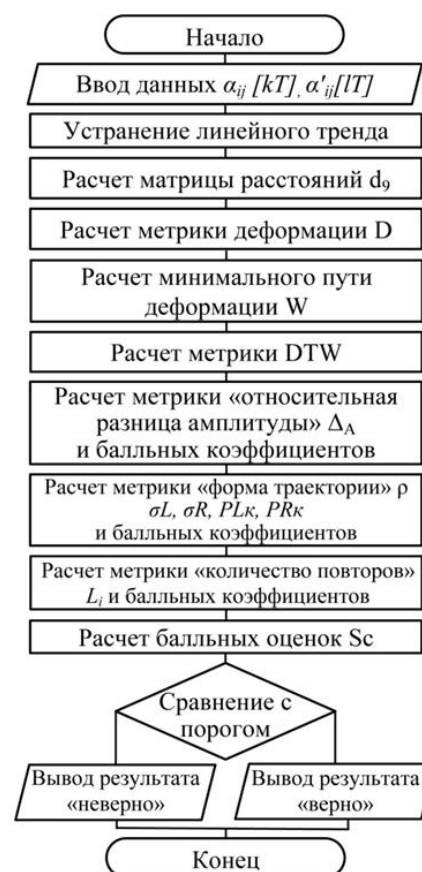 Начало
Ввод данных αij [kT], α'ij[lT]
Устранение линейного тренда
Расчет матрицы расстояний d9
Расчет метрики деформации D
Расчет минимального пути
деформации W
Расчет метрики DTW
Расчет метрики «относительная
разница амплитуды» ΔA
и балльных коэффициентов
Расчет метрики «форма траектории» ρ
σL, σR, PLк, PRк
и балльных коэффициентов
Расчет метрики «количество повторов»
Li и балльных коэффициентов
Расчет балльных оценок Sc
Сравнение с
порогом
Вывод результата
«неверно»
Вывод результата
«верно»
Конец